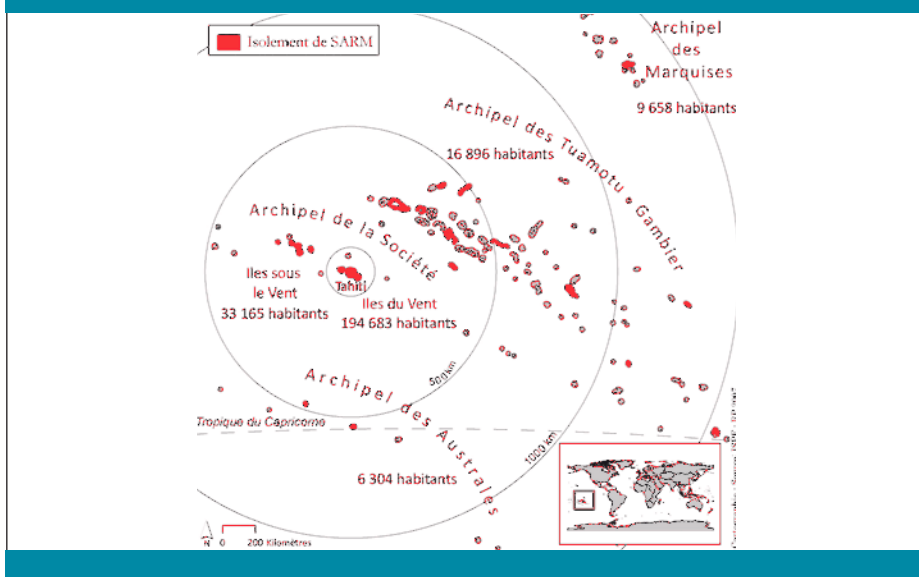 Isolement de SARM
Archipel
des
Marquises
9 658 habitants
Archipel des Tuamotu - Gambier
16 896 habitants
Archipel de la Société
Iles sous
le Vent
33 165 habitants
Tahiti
Iles du Vent
194 683 habitants
500 km
1000 km
Archipel des Australes
Tropique du Capricorne
6 304 habitants
N 0 200 Kilomètres